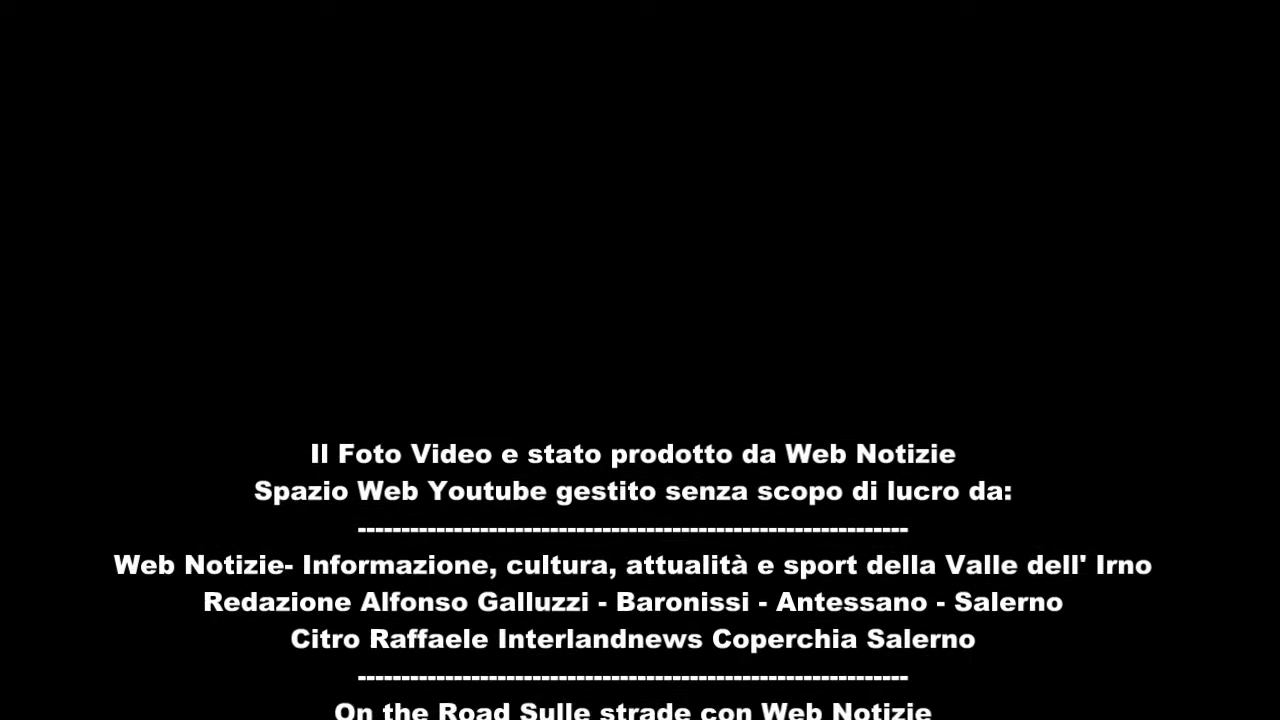 Il Foto Video e stato prodotto da Web Notizie
Spazio Web Youtube gestito senza scopo di lucro da:
---------------------------------------------------------------
Web Notizie- Informazione, cultura, attualità e sport della Valle dell' Irno
Redazione Alfonso Galluzzi - Baronissi - Antessano - Salerno
Citro Raffaele Interlandnews Coperchia Salerno
---------------------------------------------------------------
On the Road Sulle strade con Web Notizie